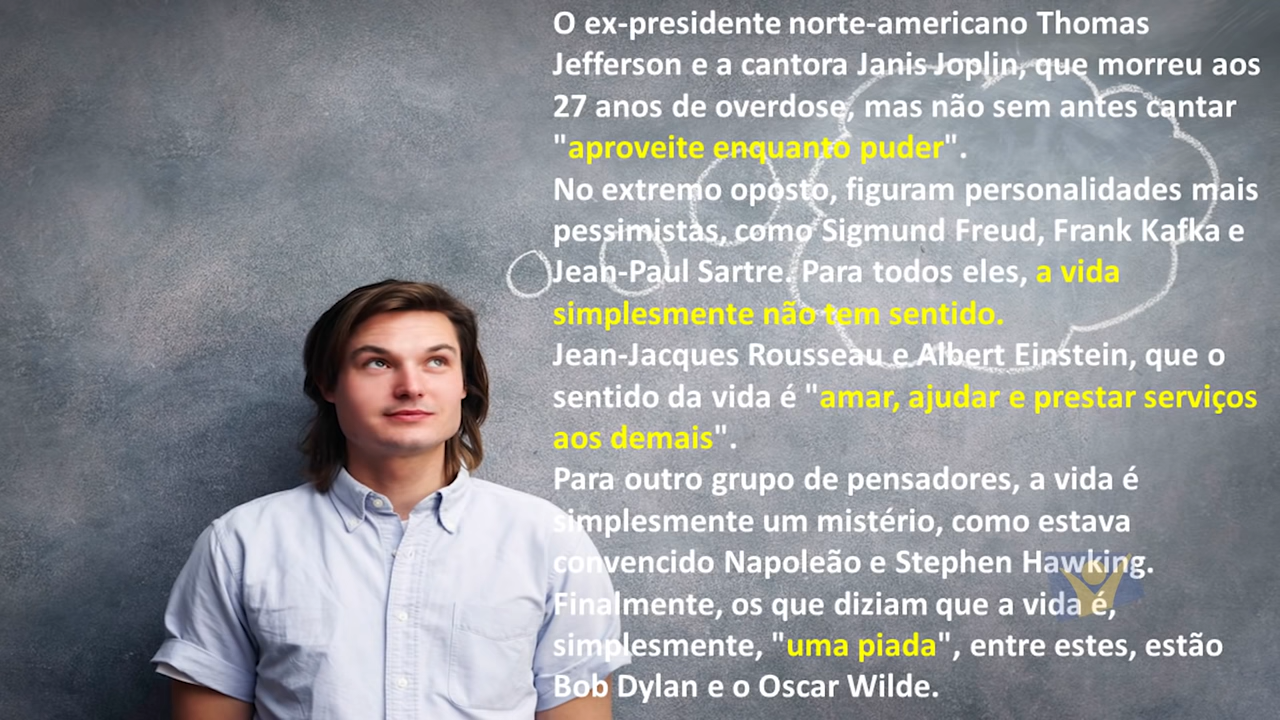 O ex-presidente norte-americano Thomas
Jefferson e a cantora Janis Joplin, que morreu aos
27 anos de overdose, mas não sem antes cantar
"aproveite enquanto puder".
No extremo oposto, figuram personalidades mais
pessimistas, como Sigmund Freud, Frank Kafka e
Jean-Paul Sartre. Para todos eles, a vida
simplesmente não tem sentido.
Jean-Jacques Rousseau e Albert Einstein, que o
sentido da vida é "amar, ajudar e prestar serviços
aos demais".
Para outro grupo de pensadores, a vida é
simplesmente um mistério, como estava
convencido Napoleão e Stephen Hawking.
Finalmente, os que diziam que a vida é,
simplesmente, "uma piada", entre estes, estão
Bob Dylan e o Oscar Wilde.